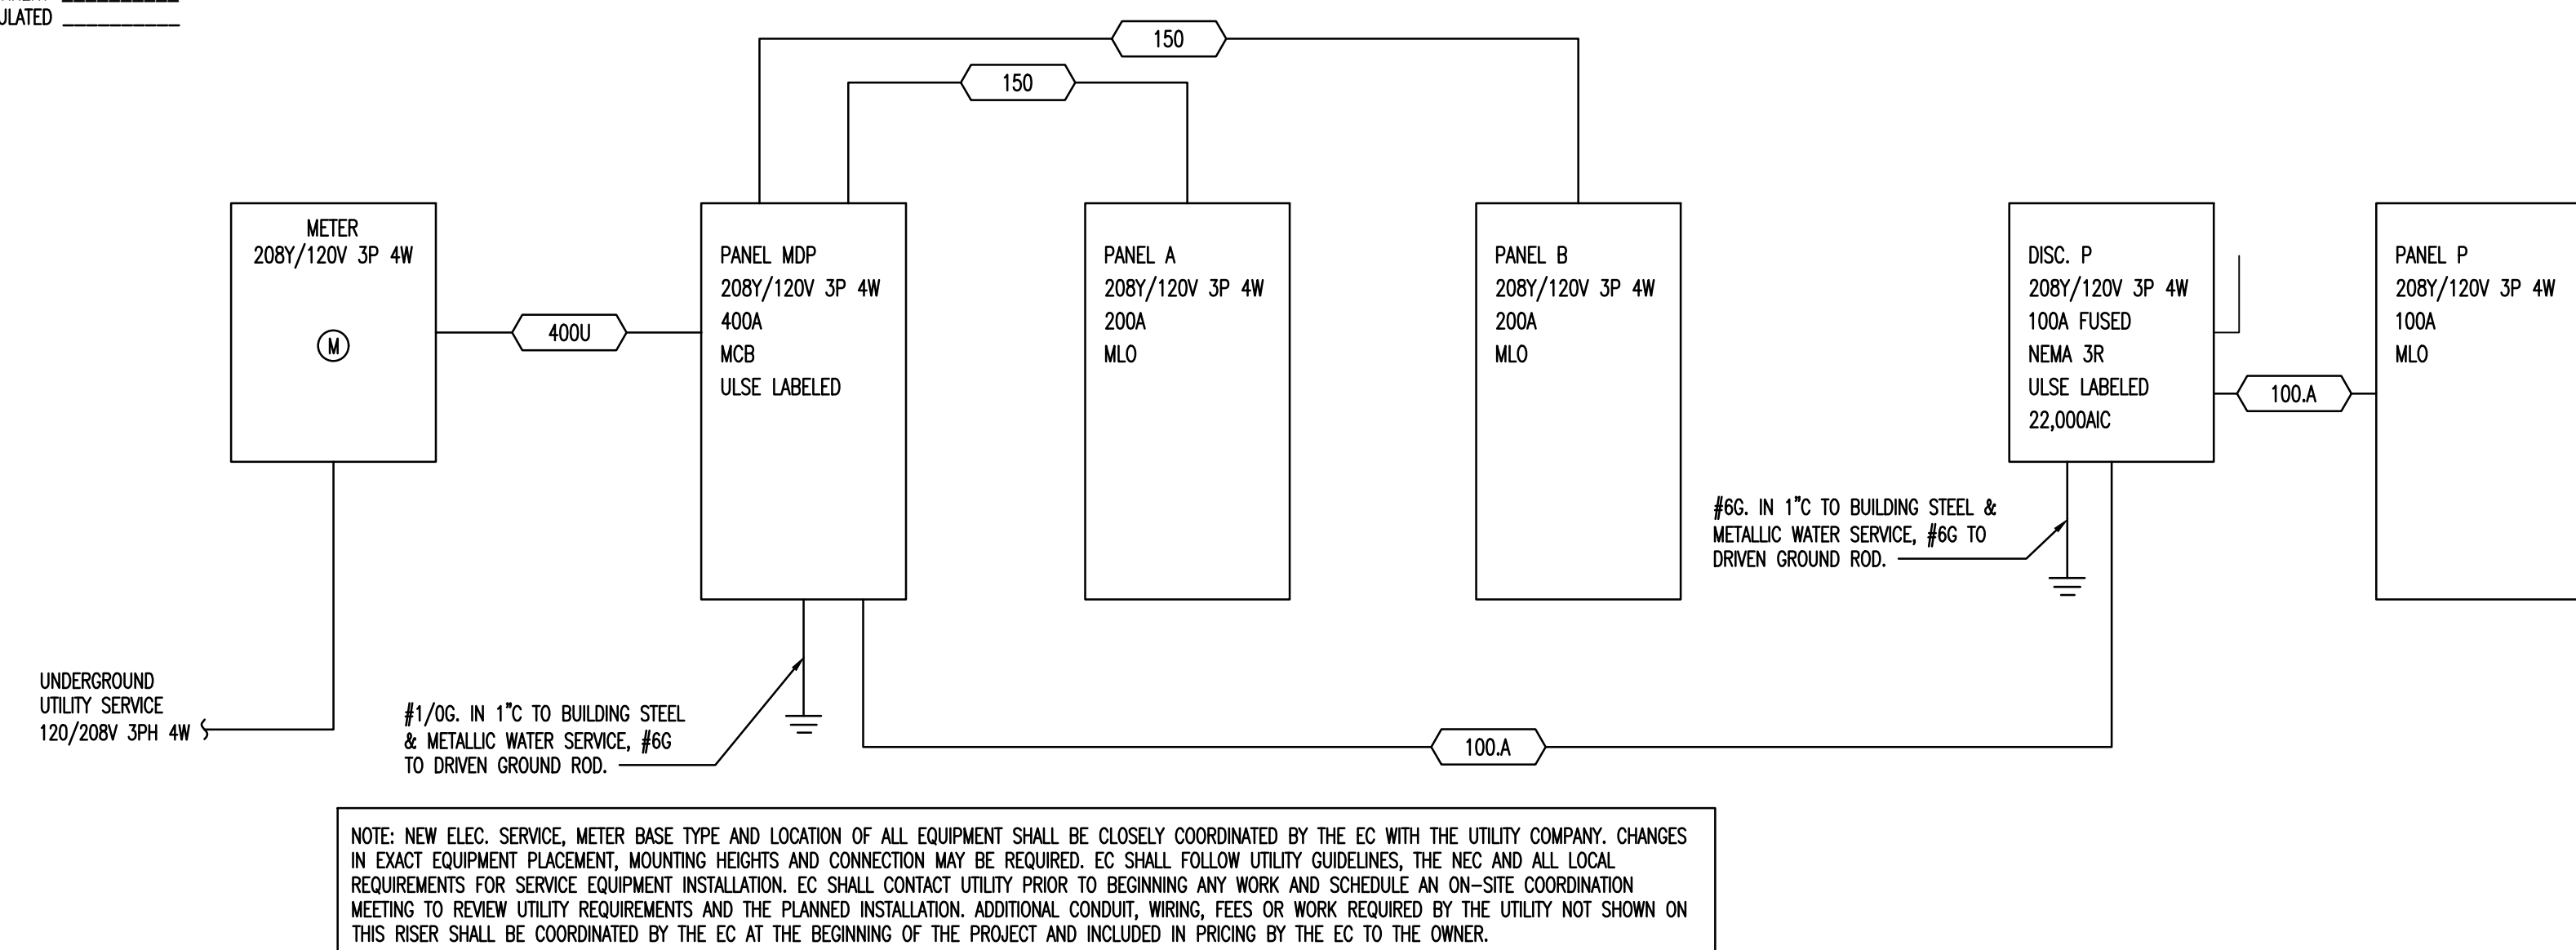 ULATED __________
150
150
METER
208Y/120V 3P 4W
M
400U
PANEL MDP
208Y/120V 3P 4W
400A
MCB
ULSE LABELED
PANEL A
208Y/120V 3P 4W
200A
MLO
PANEL B
208Y/120V 3P 4W
200A
MLO
DISC. P
208Y/120V 3P 4W
100A FUSED
NEMA 3R
ULSE LABELED
22,000AIC
100.A
PANEL P
208Y/120V 3P 4W
100A
MLO
#6G. IN 1"C TO BUILDING STEEL &
METALLIC WATER SERVICE, #6G TO
DRIVEN GROUND ROD.
UNDERGROUND
UTILITY SERVICE
120/208V 3PH 4W
#1/0G. IN 1"C TO BUILDING STEEL
& METALLIC WATER SERVICE, #6G
TO DRIVEN GROUND ROD.
100.A
NOTE: NEW ELEC. SERVICE, METER BASE TYPE AND LOCATION OF ALL EQUIPMENT SHALL BE CLOSELY COORDINATED BY THE EC WITH THE UTILITY COMPANY. CHANGES
IN EXACT EQUIPMENT PLACEMENT, MOUNTING HEIGHTS AND CONNECTION MAY BE REQUIRED. EC SHALL FOLLOW UTILITY GUIDELINES, THE NEC AND ALL LOCAL
REQUIREMENTS FOR SERVICE EQUIPMENT INSTALLATION. EC SHALL CONTACT UTILITY PRIOR TO BEGINNING ANY WORK AND SCHEDULE AN ON-SITE COORDINATION
MEETING TO REVIEW UTILITY REQUIREMENTS AND THE PLANNED INSTALLATION. ADDITIONAL CONDUIT, WIRING, FEES OR WORK REQUIRED BY THE UTILITY NOT SHOWN ON
THIS RISER SHALL BE COORDINATED BY THE EC AT THE BEGINNING OF THE PROJECT AND INCLUDED IN PRICING BY THE EC TO THE OWNER.